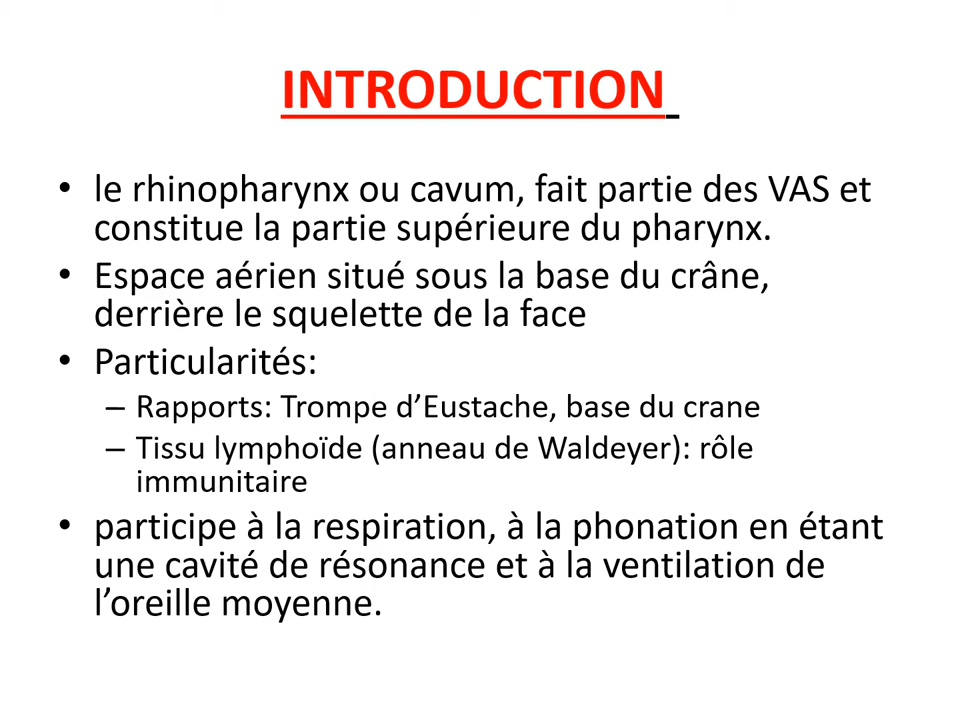 INTRODUCTION
• le rhinopharynx ou cavum, fait partie des VAS et
constitue la partie supérieure du pharynx.
• Espace aérien situé sous la base du crâne,
derrière le squelette de la face
• Particularités:
– Rapports: Trompe d’Eustache, base du crane
– Tissu lymphoïde (anneau de Waldeyer): rôle
immunitaire
• participe à la respiration, à la phonation en étant
une cavité de résonance et à la ventilation de
l’oreille moyenne.